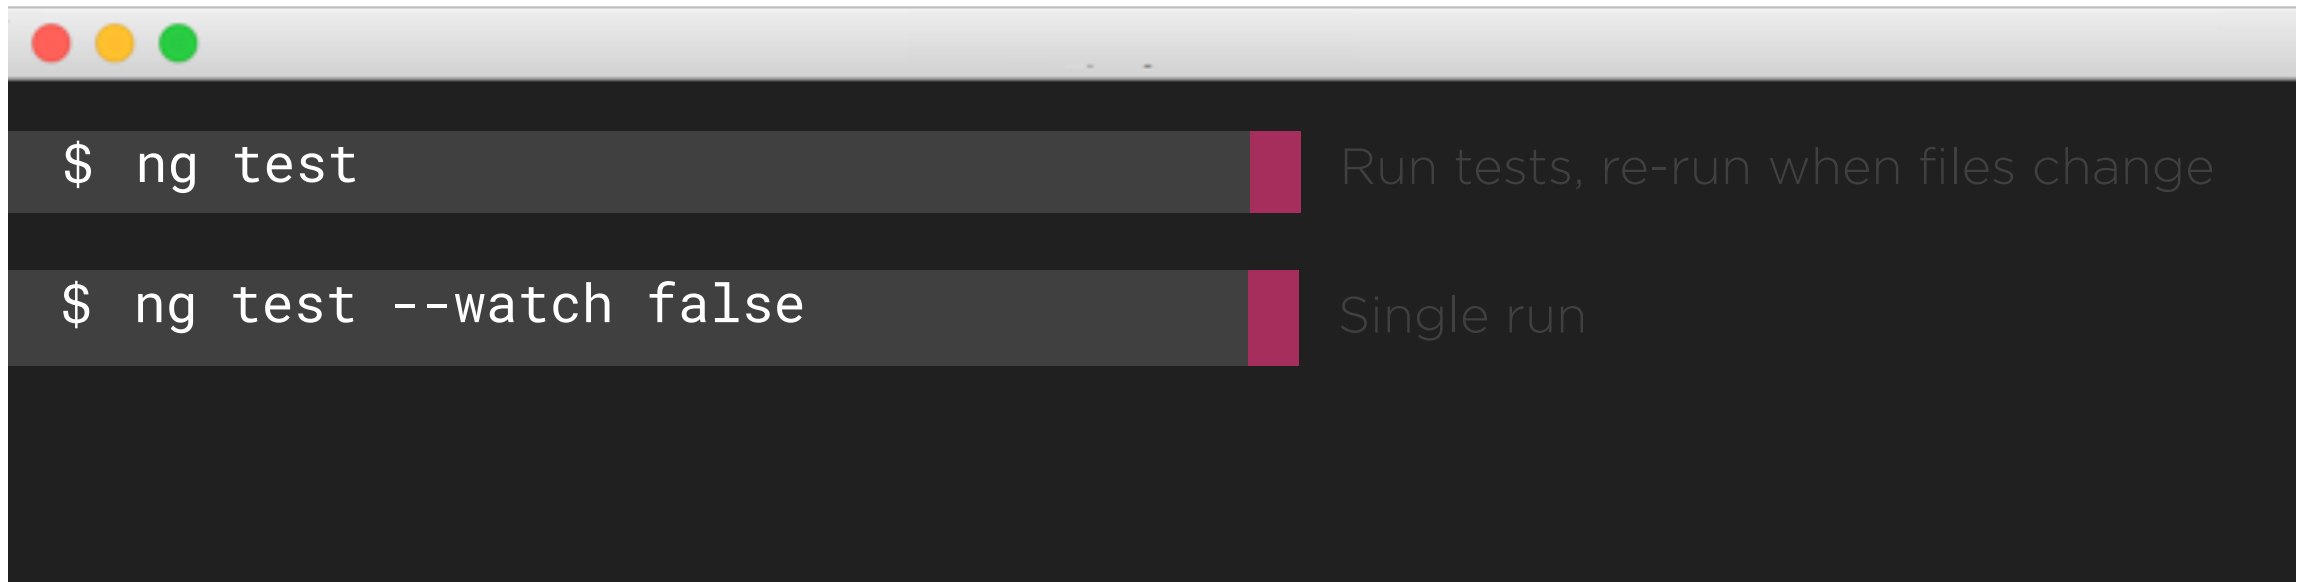 $ ng test
Run tests, re-run when files change
$ ng test --watch false
Single run